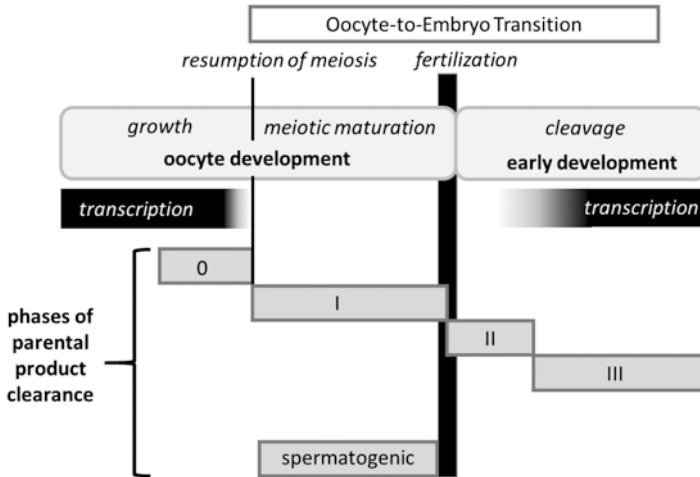 Oocyte-to-Embryo Transition
resumption of meiosis fertilization
growth meiotic maturation cleavage
oocyte development early development
transcription transcription
0
I
phases of
parental
product
clearance
II
III
spermatogenic